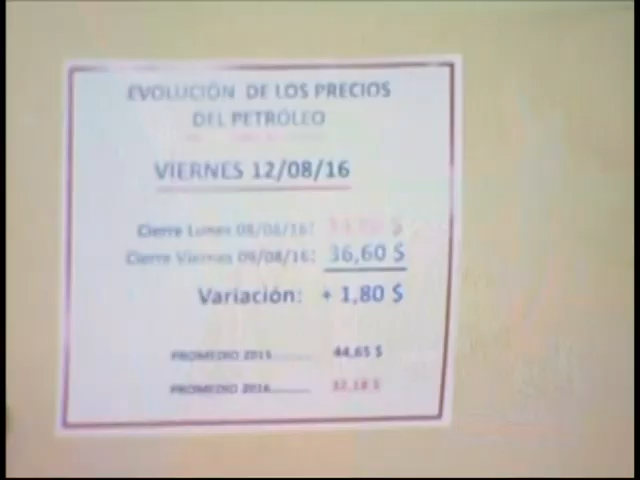 EVOLUCIÓN DE LOS PRECIOS
DEL PETRÓLEO
VIERNES 12/08/16
Cierre Lunes 08/08/16: $
Cierre Viernes 09/08/16: 36,60 $
Variación: + 1,80 $
PROMEDIO 2015.......... 44,65 $
PROMEDIO 2016.......... $